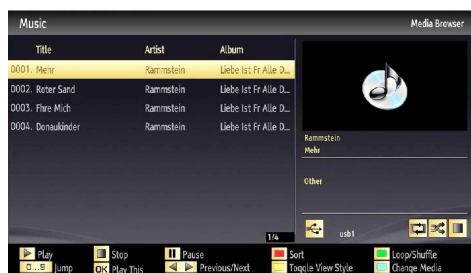 Music Media Browser
Title Artist Album
0001. Mehr Rammstein Liebe Ist Fr Alle D...
0002. Roter Sand Rammstein Liebe Ist Fr Alle D...
0003. Fhre Mich Rammstein Liebe Ist Fr Alle D...
0004. Donaukinder Rammstein Liebe Ist Fr Alle D...
Rammstein
Mehr
Other
1/4
usb1
Play Stop Pause Sort Loop/Shuffle
0...9 Jump OK Play This Previous/Next Toggle View Style Change Media